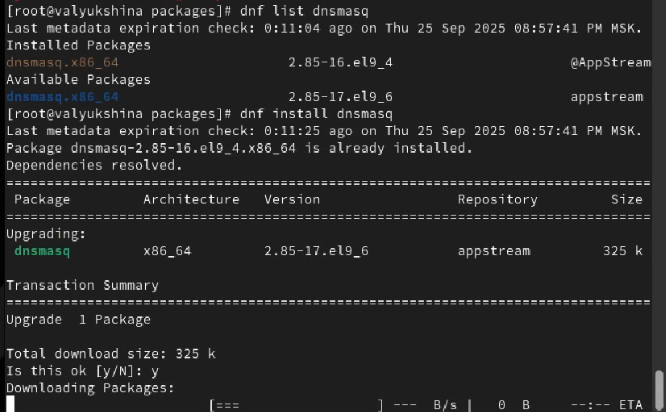 [root@valyukshina packages]# dnf list dnsmasq
Last metadata expiration check: 0:11:04 ago on Thu 25 Sep 2025 08:57:41 PM MSK.
Installed Packages
dnsmasq.x86_64 2.85-16.el9_4 @AppStream
Available Packages
dnsmasq.x86_64 2.85-17.el9_6 appstream
[root@valyukshina packages]# dnf install dnsmasq
Last metadata expiration check: 0:11:25 ago on Thu 25 Sep 2025 08:57:41 PM MSK.
Package dnsmasq-2.85-16.el9_4.x86_64 is already installed.
Dependencies resolved.
================================================================================
Package Architecture Version Repository Size
================================================================================
Upgrading:
dnsmasq x86_64 2.85-17.el9_6 appstream 325 k
Transaction Summary
================================================================================
Upgrade 1 Package
Total download size: 325 k
Is this ok [y/N]: y
Downloading Packages:
[=== ] --- B/s | 0 B --:-- ETA